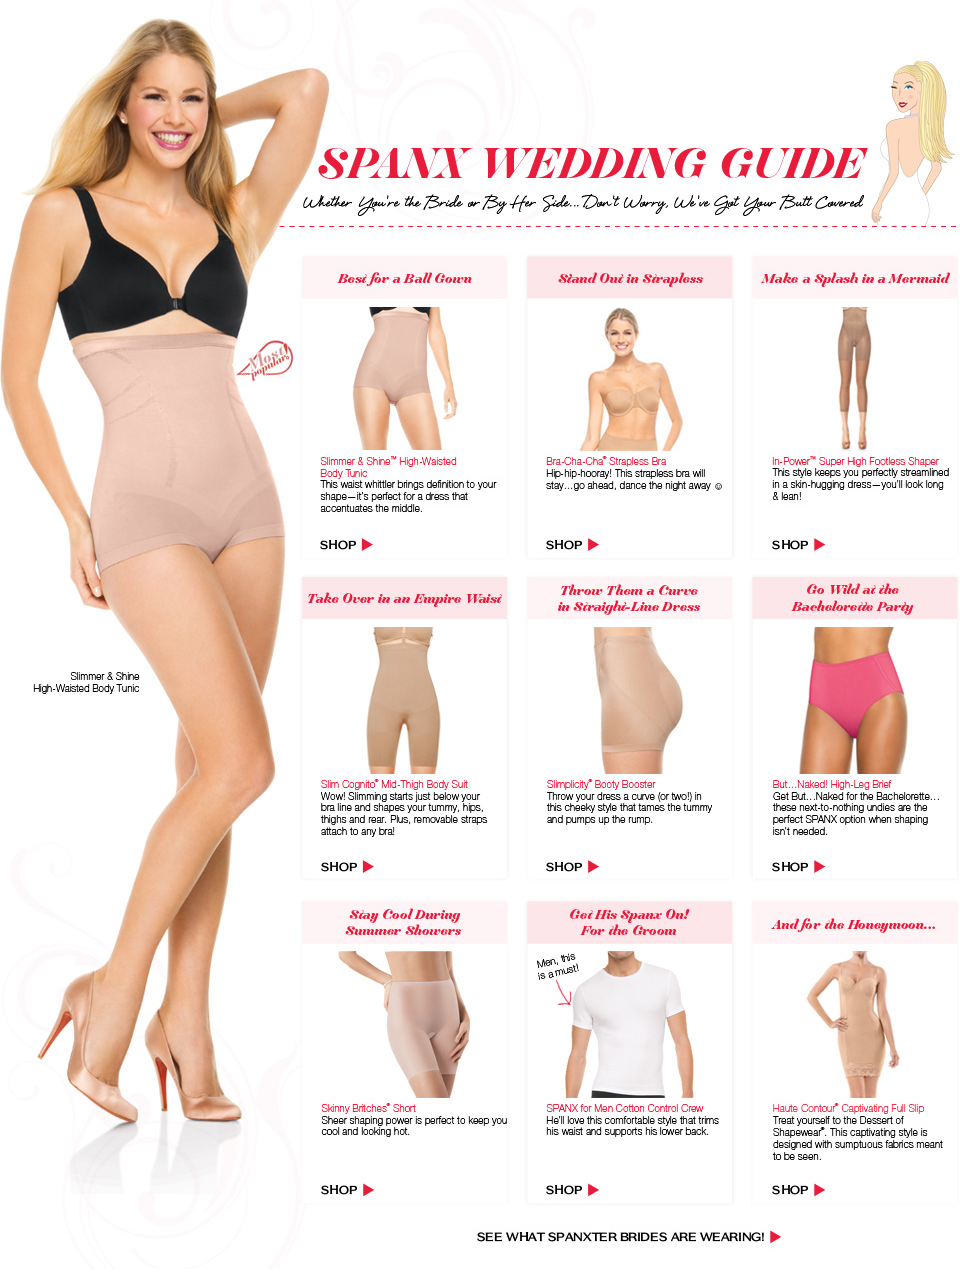 SPANX WEDDING GUIDE
Whether You're the Bride or By Her Side... Don't Worry, We've Got Your Butt Covered
Most
popular!
Slimmer & Shine
High-Waisted Body Tunic
Best for a Ball Gown
Slimmer & Shine™ High-Waisted
Body Tunic
This waist whittler brings definition to your
shape—it's perfect for a dress that
accentuates the middle.
SHOP
Stand Out in Strapless
Bra-Cha-Cha® Strapless Bra
Hip-hip-hooray! This strapless bra will
stay...go ahead, dance the night away ☺
SHOP
Make a Splash in a Mermaid
In-Power™ Super High Footless Shaper
This style keeps you perfectly streamlined
in a skin-hugging dress—you'll look long
& lean!
SHOP
Take Over in an Empire Waist
Slim Cognito® Mid-Thigh Body Suit
Wow! Slimming starts just below your
bra line and shapes your tummy, hips,
thighs and rear. Plus, removable straps
attach to any bra!
SHOP
Throw Them a Curve
in Straight-Line Dress
Slimplicity® Booty Booster
Throw your dress a curve (or two!) in
this cheeky style that tames the tummy
and pumps up the rump.
SHOP
Go Wild at the
Bachelorette Party
But...Naked! High-Leg Brief
Get But...Naked for the Bachelorette...
these next-to-nothing undies are the
perfect SPANX option when shaping
isn't needed.
SHOP
Stay Cool During
Summer Showers
Skinny Britches® Short
Sheer shaping power is perfect to keep you
cool and looking hot.
SHOP
Get His Spanx On!
For the Groom
Men, this
is a must!
SPANX for Men Cotton Control Crew
He'll love this comfortable style that trims
his waist and supports his lower back.
SHOP
And for the Honeymoon...
Haute Contour® Captivating Full Slip
Treat yourself to the Dessert of
Shapewear®. This captivating style is
designed with sumptuous fabrics meant
to be seen.
SHOP
SEE WHAT SPANXTER BRIDES ARE WEARING!